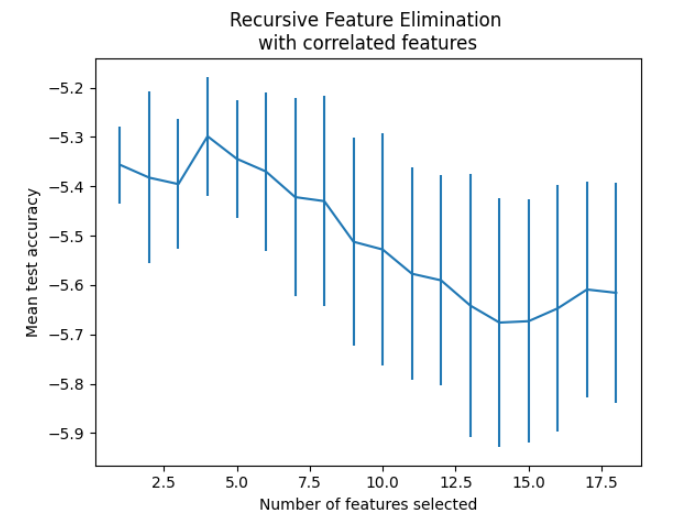 Recursive Feature Elimination
with correlated features
Mean test accuracy
−5.2
−5.3
−5.4
−5.5
−5.6
−5.7
−5.8
−5.9
2.5 5.0 7.5 10.0 12.5 15.0 17.5
Number of features selected